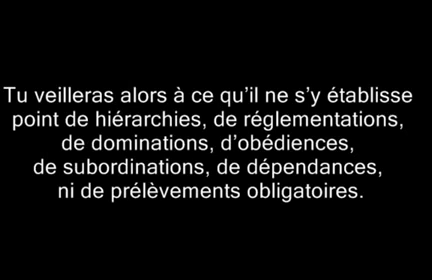 Tu veilleras alors à ce qu’il ne s’y établisse
point de hiérarchies, de réglementations,
de dominations, d’obédiences,
de subordinations, de dépendances,
ni de prélèvements obligatoires.